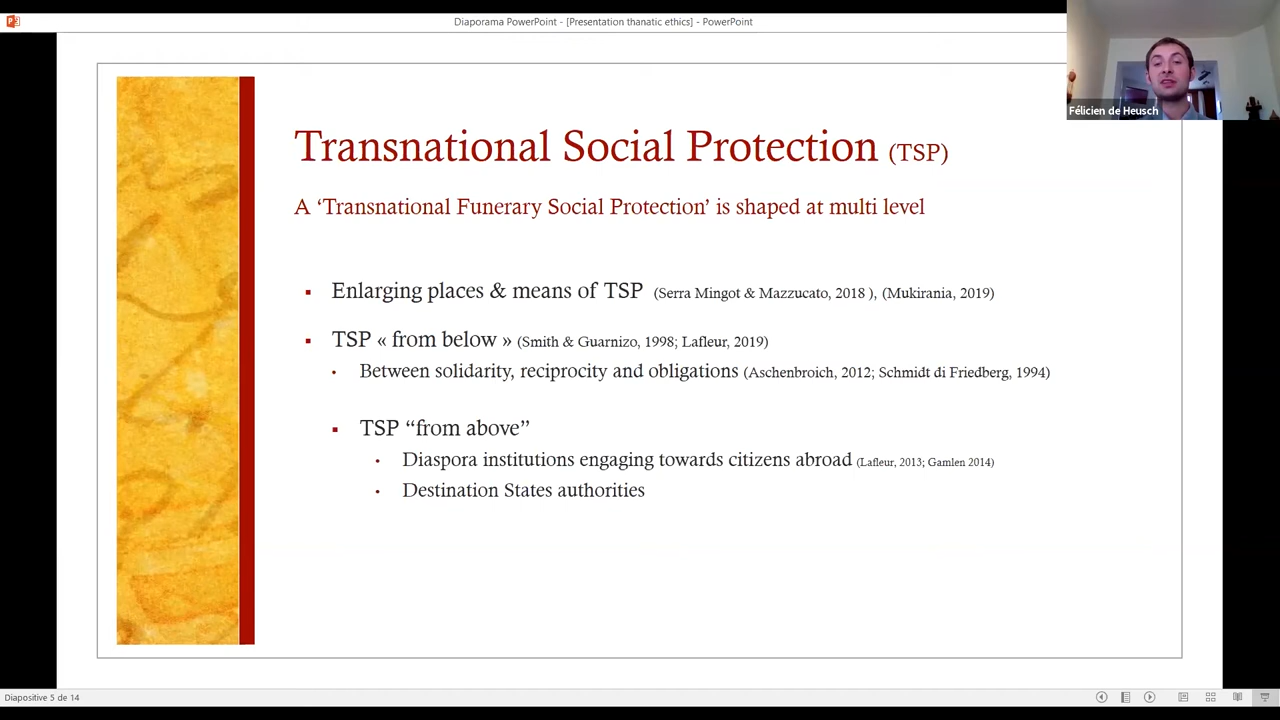 Diaporama PowerPoint - [Presentation thanatic ethics] - PowerPoint
Félicien de Heusch
Transnational Social Protection (TSP)
A ‘Transnational Funerary Social Protection’ is shaped at multi level
▪ Enlarging places & means of TSP (Serra Mingot & Mazzucato, 2018 ), (Mukirania, 2019)
▪ TSP « from below » (Smith & Guarnizo, 1998; Lafleur, 2019)
• Between solidarity, reciprocity and obligations (Aschenbroich, 2012; Schmidt di Friedberg, 1994)
▪ TSP “from above”
• Diaspora institutions engaging towards citizens abroad (Lafleur, 2013; Gamlen 2014)
• Destination States authorities
Diapositive 5 de 14